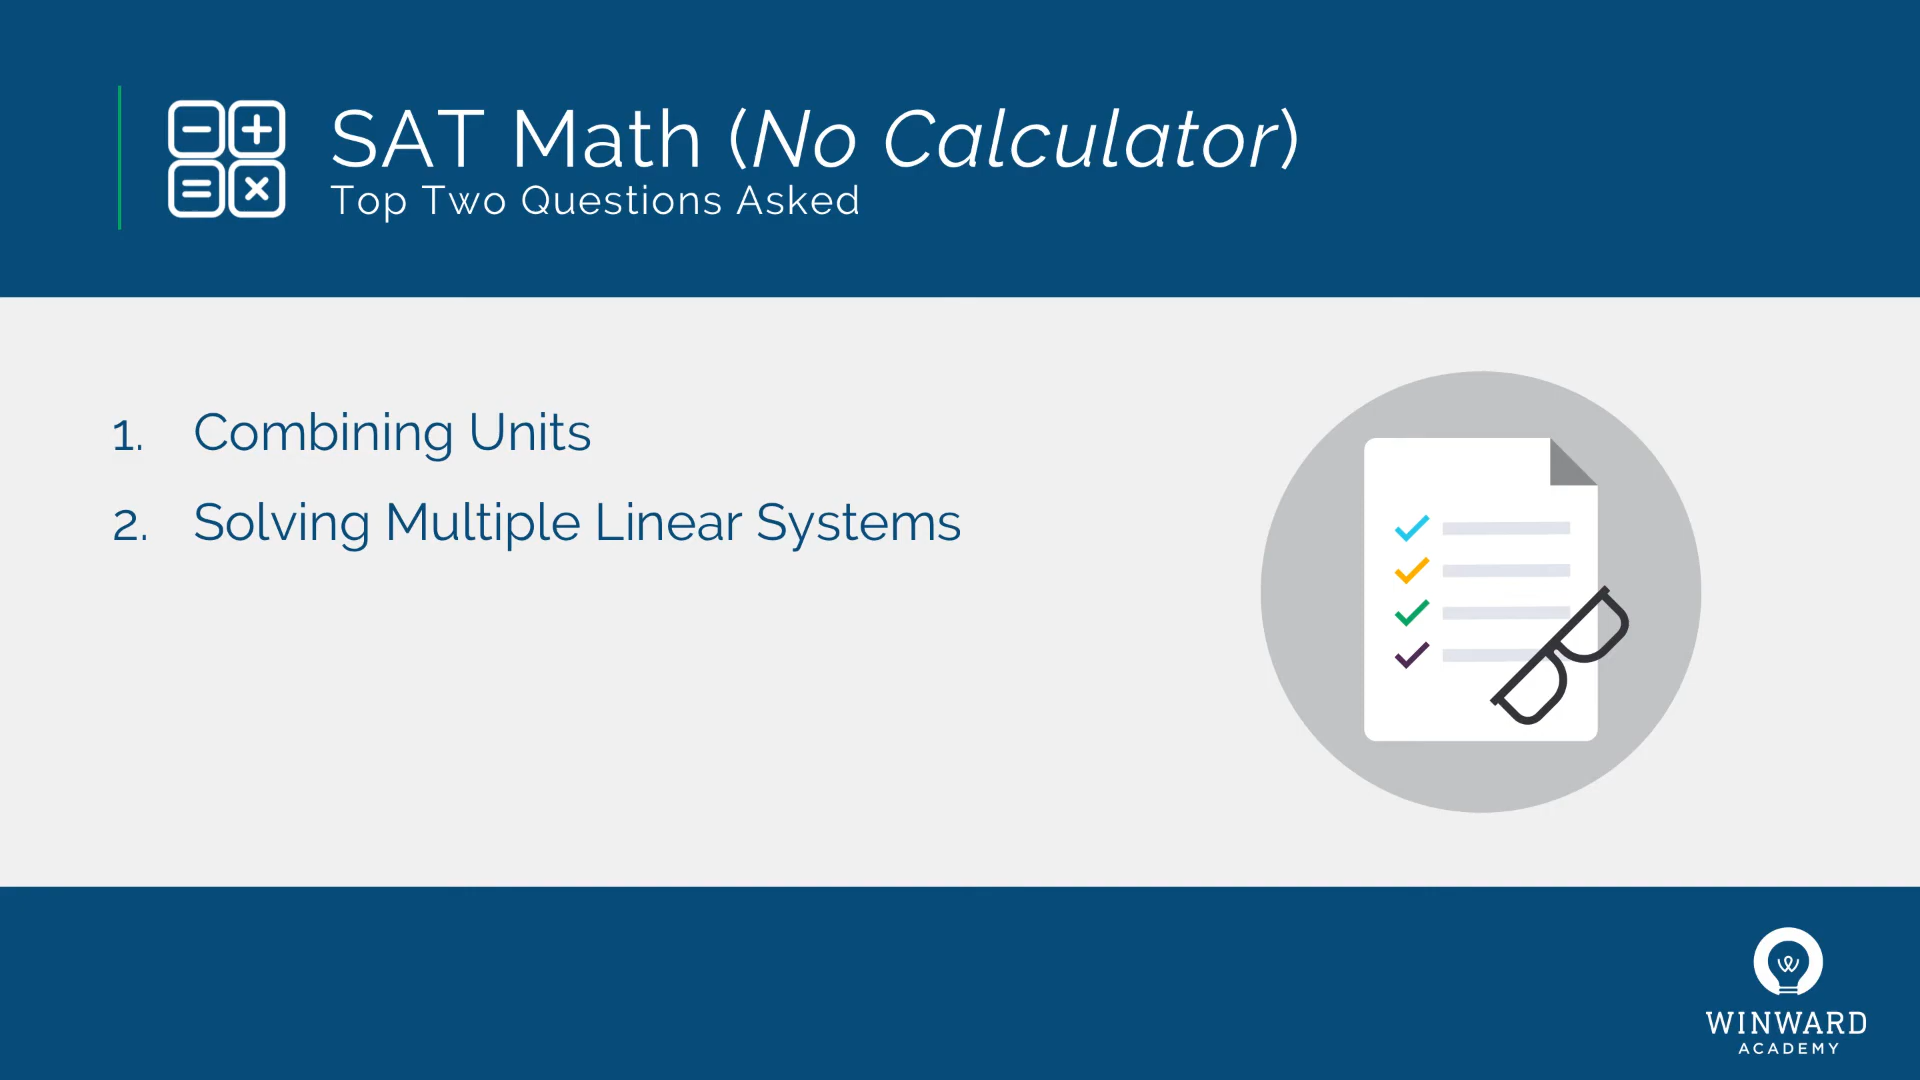 SAT Math (No Calculator)
Top Two Questions Asked
1. Combining Units
2. Solving Multiple Linear Systems
WINWARD
ACADEMY